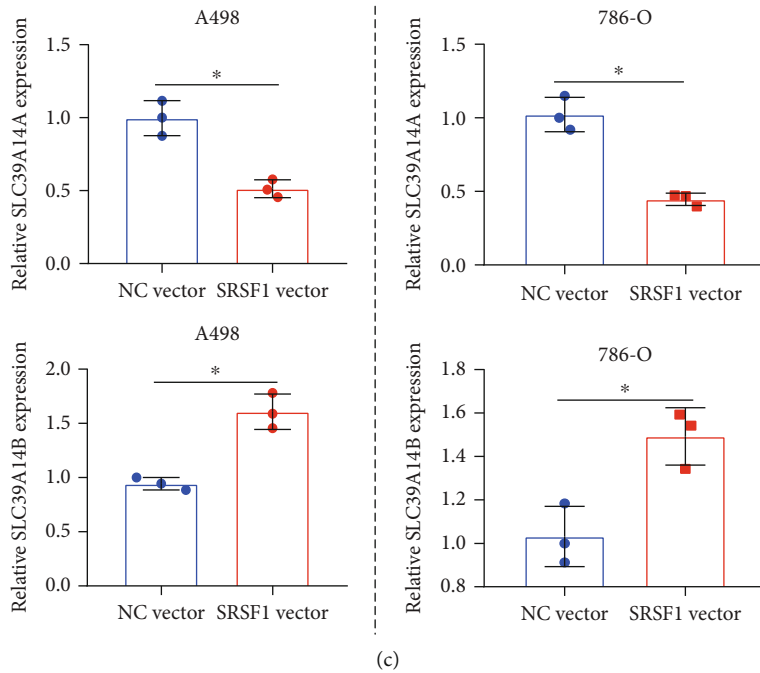 A498
Relative SLC39A14A expression
1.5
1.0
0.5
0.0
*
NC vector
SRSF1 vector
786-O
Relative SLC39A14A expression
1.5
1.0
0.5
0.0
*
NC vector
SRSF1 vector
A498
Relative SLC39A14B expression
2.0
1.5
1.0
0.5
0.0
*
NC vector
SRSF1 vector
786-O
Relative SLC39A14B expression
1.8
1.6
1.4
1.2
1.0
0.8
*
NC vector
SRSF1 vector
(c)